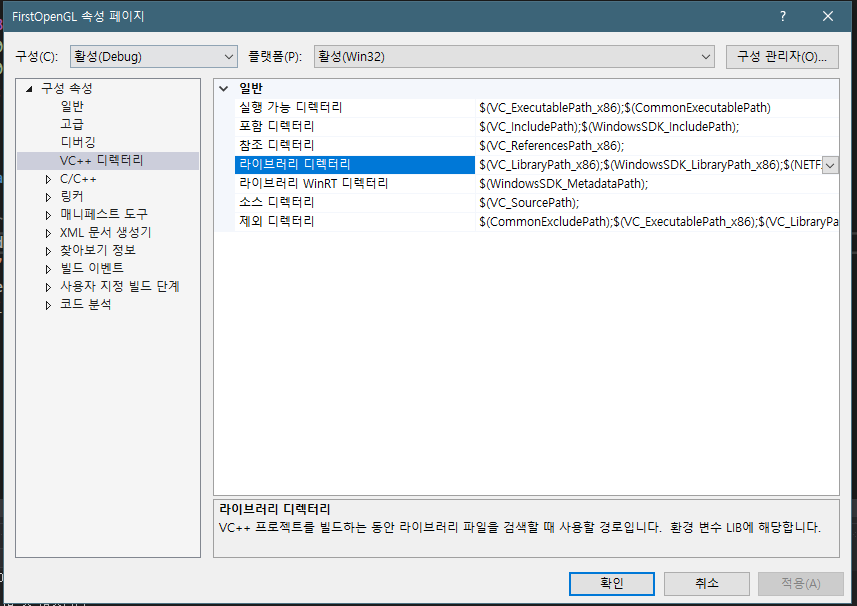 FirstOpenGL 속성 페이지
구성(C): 활성(Debug) 플랫폼(P): 활성(Win32) 구성 관리자(O)...
구성 속성
일반
고급
디버깅
VC++ 디렉터리
C/C++
링커
매니페스트 도구
XML 문서 생성기
찾아보기 정보
빌드 이벤트
사용자 지정 빌드 단계
코드 분석
일반
실행 가능 디렉터리 $(VC_ExecutablePath_x86);$(CommonExecutablePath)
포함 디렉터리 $(VC_IncludePath);$(WindowsSDK_IncludePath);
참조 디렉터리 $(VC_ReferencesPath_x86);
라이브러리 디렉터리 $(VC_LibraryPath_x86);$(WindowsSDK_LibraryPath_x86);$(NETF
라이브러리 WinRT 디렉터리 $(WindowsSDK_MetadataPath);
소스 디렉터리 $(VC_SourcePath);
제외 디렉터리 $(CommonExcludePath);$(VC_ExecutablePath_x86);$(VC_LibraryPa
라이브러리 디렉터리
VC++ 프로젝트를 빌드하는 동안 라이브러리 파일을 검색할 때 사용할 경로입니다. 환경 변수 LIB에 해당합니다.
확인 취소 적용(A)